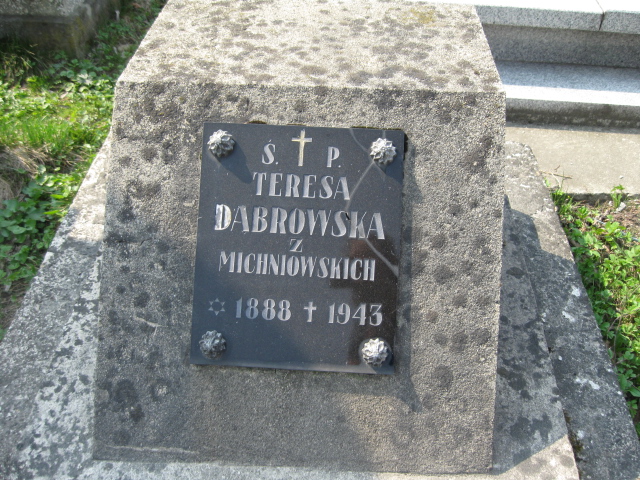 Ś. P.
TERESA
DĄBROWSKA
Z
MICHNIOWSKICH
1888 † 1943